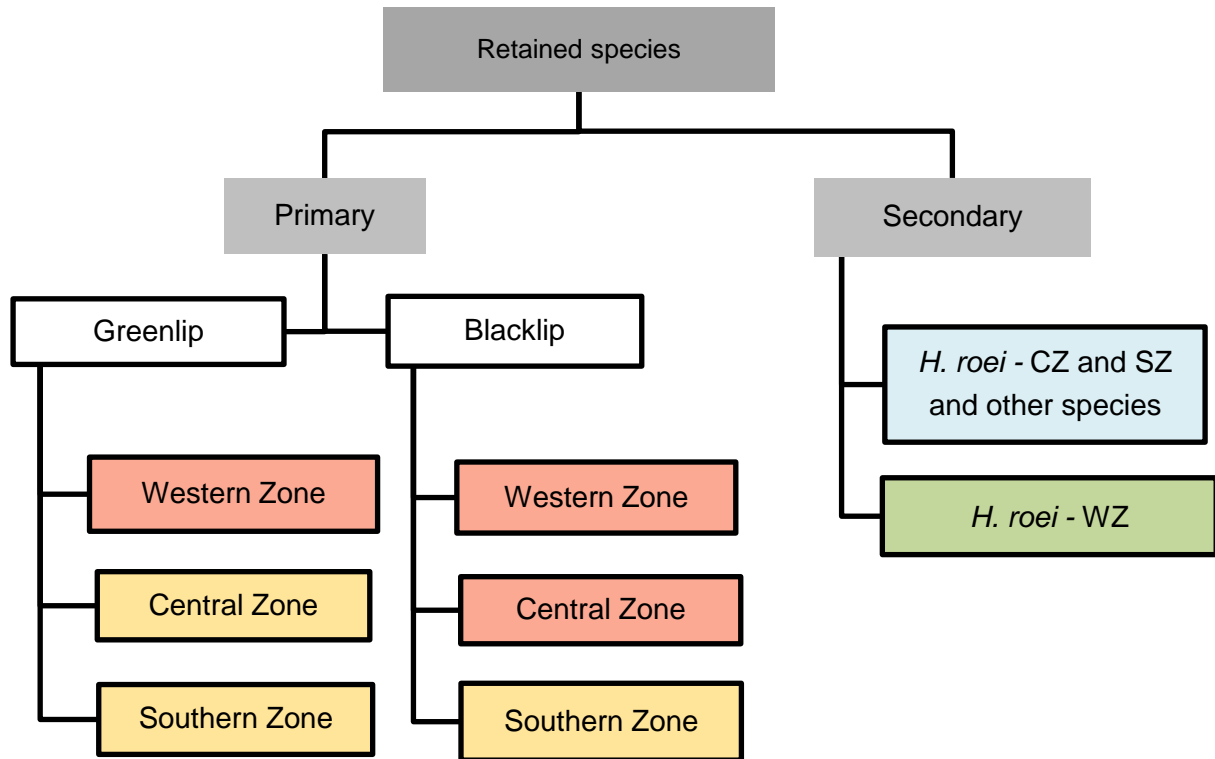 Retained species
Primary
Secondary
Greenlip
Blacklip
H. roei - CZ and SZ
and other species
Western Zone
Western Zone
H. roei - WZ
Central Zone
Central Zone
Southern Zone
Southern Zone